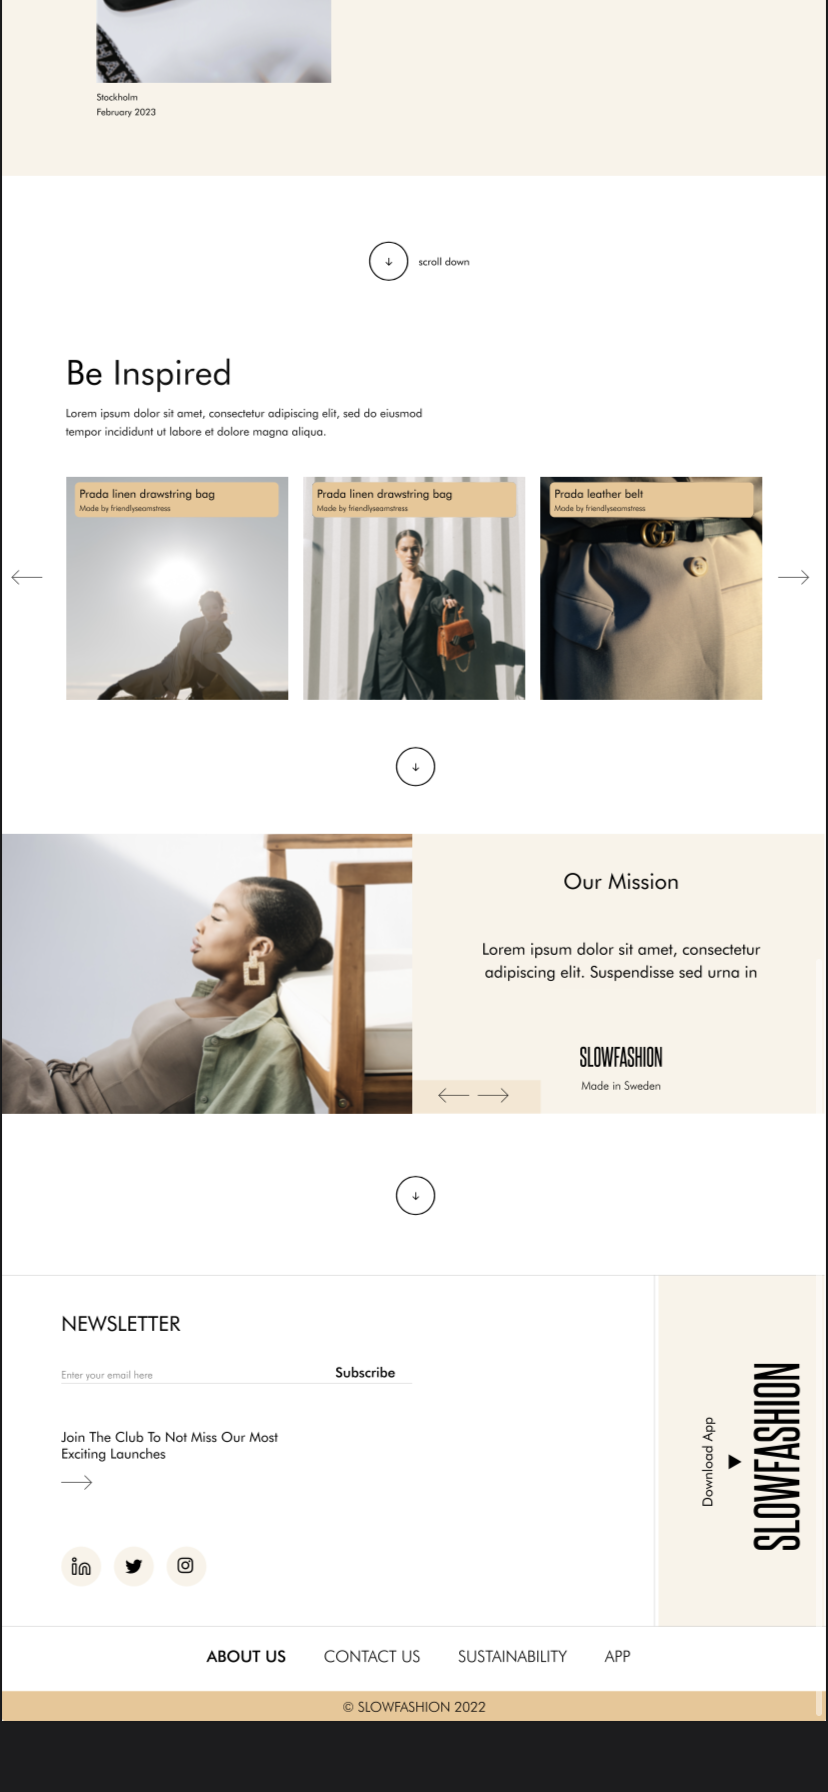 Stockholm
February 2023
scroll down
Be Inspired
Lorem ipsum dolor sit amet, consectetur adipiscing elit, sed do eiusmod
tempor incididunt ut labore et dolore magna aliqua.
Prada linen drawstring bag
Made by friendlyseamstress
Prada linen drawstring bag
Made by friendlyseamstress
Prada leather belt
Made by friendlyseamstress
Our Mission
Lorem ipsum dolor sit amet, consectetur
adipiscing elit. Suspendisse sed urna in
SLOWFASHION
Made in Sweden
NEWSLETTER
Enter your email here
Subscribe
Join The Club To Not Miss Our Most
Exciting Launches
in
Download App
SLOWFASHION
ABOUT US
CONTACT US
SUSTAINABILITY
APP
© SLOWFASHION 2022